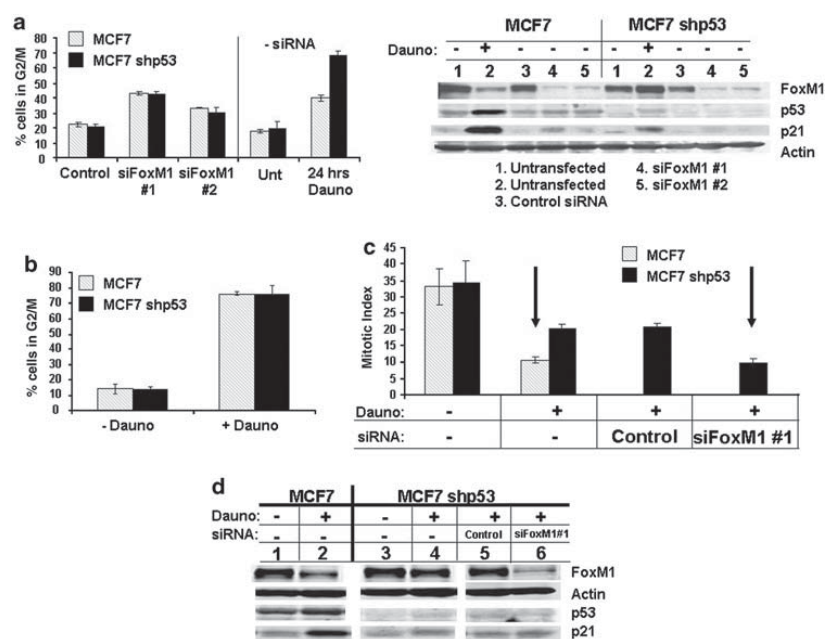 a
% cells in G2/M
80
70
60
50
40
30
20
10
0
MCF7
MCF7 shp53
- siRNA
Control
siFoxM1 #1
siFoxM1 #2
Unt
24 hrs Dauno
MCF7 MCF7 shp53
Dauno: - + - - - - + - - -
1 2 3 4 5 1 2 3 4 5
FoxM1
p53
p21
Actin
1. Untransfected 4. siFoxM1 #1
2. Untransfected 5. siFoxM1 #2
3. Control siRNA
b
% cells in G2/M
90
80
70
60
50
40
30
20
10
0
MCF7
MCF7 shp53
- Dauno + Dauno
c
Mitotic Index
45
40
35
30
25
20
15
10
5
0
MCF7
MCF7 shp53
Dauno: - + + +
siRNA: - - Control siFoxM1 #1
d
MCF7 MCF7 shp53
Dauno: - + - + + +
siRNA: - - - - Control siFoxM1#1
1 2 3 4 5 6
FoxM1
Actin
p53
p21